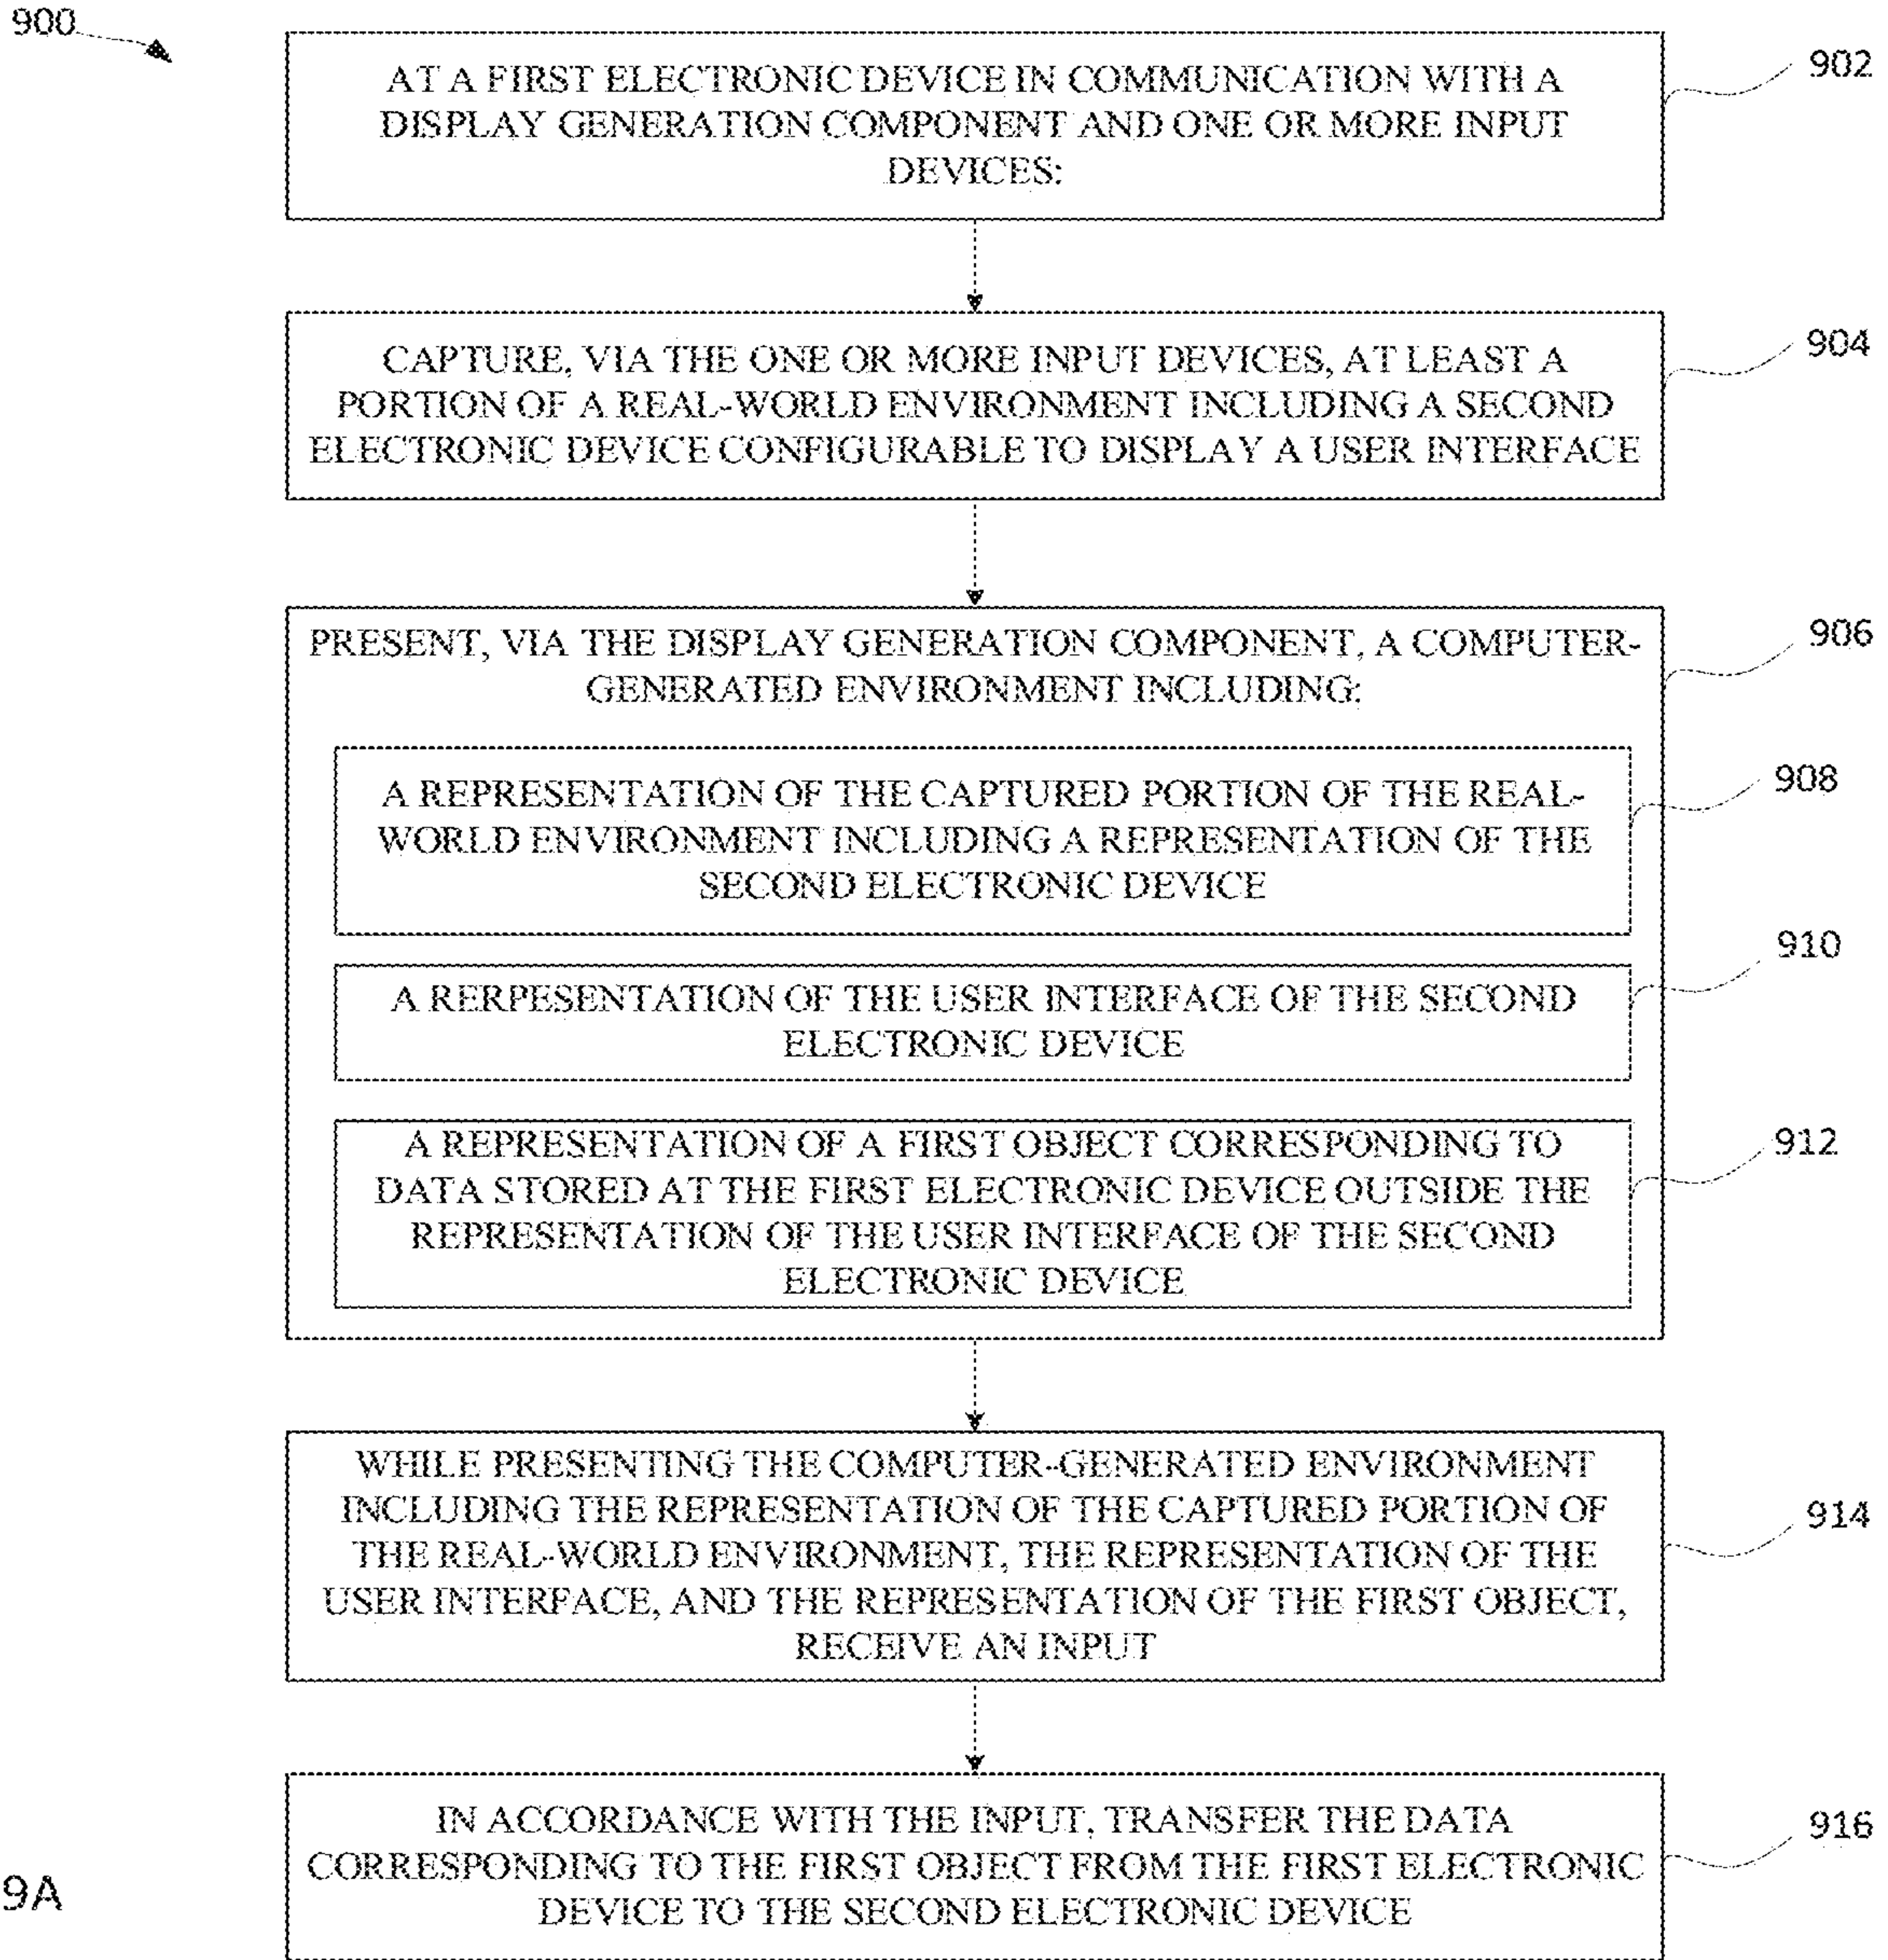 900
AT A FIRST ELECTRONIC DEVICE IN COMMUNICATION WITH A
DISPLAY GENERATION COMPONENT AND ONE OR MORE INPUT
DEVICES:
902
CAPTURE, VIA THE ONE OR MORE INPUT DEVICES, AT LEAST A
PORTION OF A REAL-WORLD ENVIRONMENT INCLUDING A SECOND
ELECTRONIC DEVICE CONFIGURABLE TO DISPLAY A USER INTERFACE
904
PRESENT, VIA THE DISPLAY GENERATION COMPONENT, A COMPUTER-
GENERATED ENVIRONMENT INCLUDING:
906
A REPRESENTATION OF THE CAPTURED PORTION OF THE REAL-
WORLD ENVIRONMENT INCLUDING A REPRESENTATION OF THE
SECOND ELECTRONIC DEVICE
908
A RERPESENTATION OF THE USER INTERFACE OF THE SECOND
ELECTRONIC DEVICE
910
A REPRESENTATION OF A FIRST OBJECT CORRESPONDING TO
DATA STORED AT THE FIRST ELECTRONIC DEVICE OUTSIDE THE
REPRESENTATION OF THE USER INTERFACE OF THE SECOND
ELECTRONIC DEVICE
912
WHILE PRESENTING THE COMPUTER-GENERATED ENVIRONMENT
INCLUDING THE REPRESENTATION OF THE CAPTURED PORTION OF
THE REAL-WORLD ENVIRONMENT, THE REPRESENTATION OF THE
USER INTERFACE, AND THE REPRESENTATION OF THE FIRST OBJECT,
RECEIVE AN INPUT
914
IN ACCORDANCE WITH THE INPUT, TRANSFER THE DATA
CORRESPONDING TO THE FIRST OBJECT FROM THE FIRST ELECTRONIC
DEVICE TO THE SECOND ELECTRONIC DEVICE
916
9A